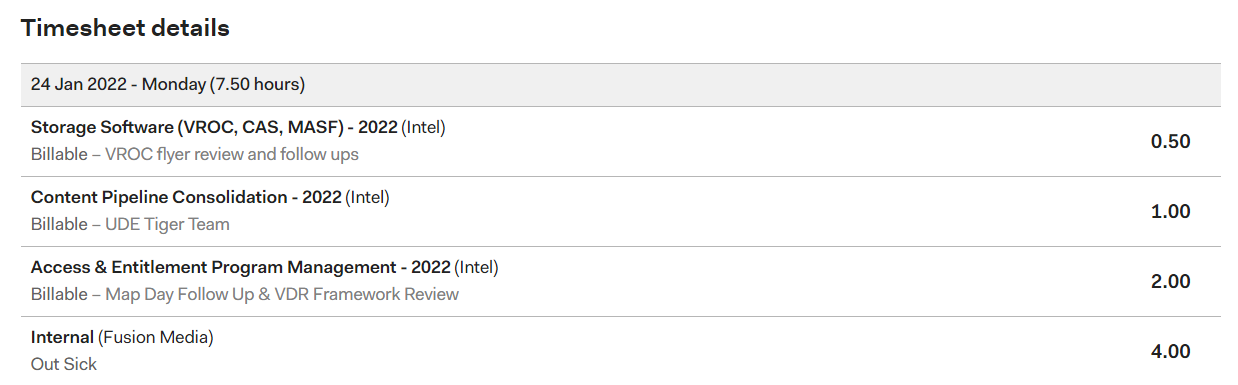 Timesheet details
24 Jan 2022 - Monday (7.50 hours)
Storage Software (VROC, CAS, MASF) - 2022 (Intel)
Billable – VROC flyer review and follow ups
0.50
Content Pipeline Consolidation - 2022 (Intel)
Billable – UDE Tiger Team
1.00
Access & Entitlement Program Management - 2022 (Intel)
Billable – Map Day Follow Up & VDR Framework Review
2.00
Internal (Fusion Media)
Out Sick
4.00